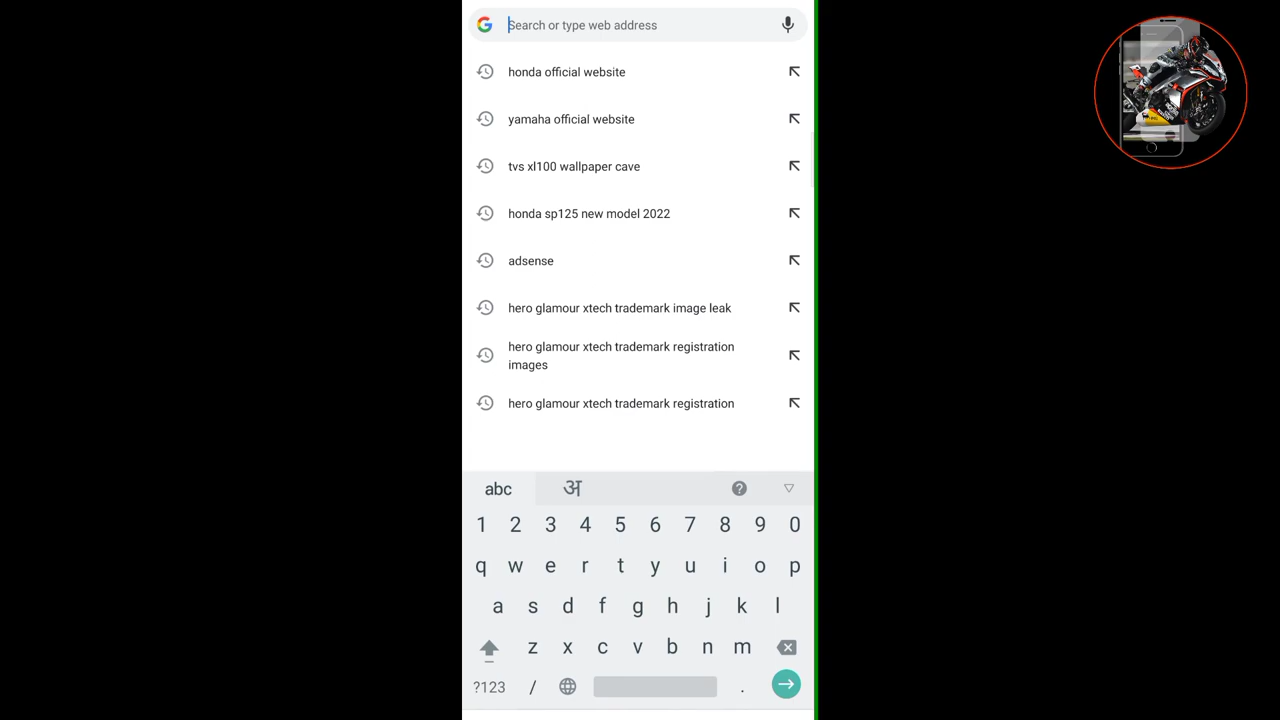 Search or type web address
honda official website
yamaha official website
tvs xl100 wallpaper cave
honda sp125 new model 2022
adsense
hero glamour xtech trademark image leak
hero glamour xtech trademark registration
images
hero glamour xtech trademark registration
abc अ ?
1 2 3 4 5 6 7 8 9 0
q w e r t y u i o p
a s d f g h j k l
z x c v b n m
?123 / .